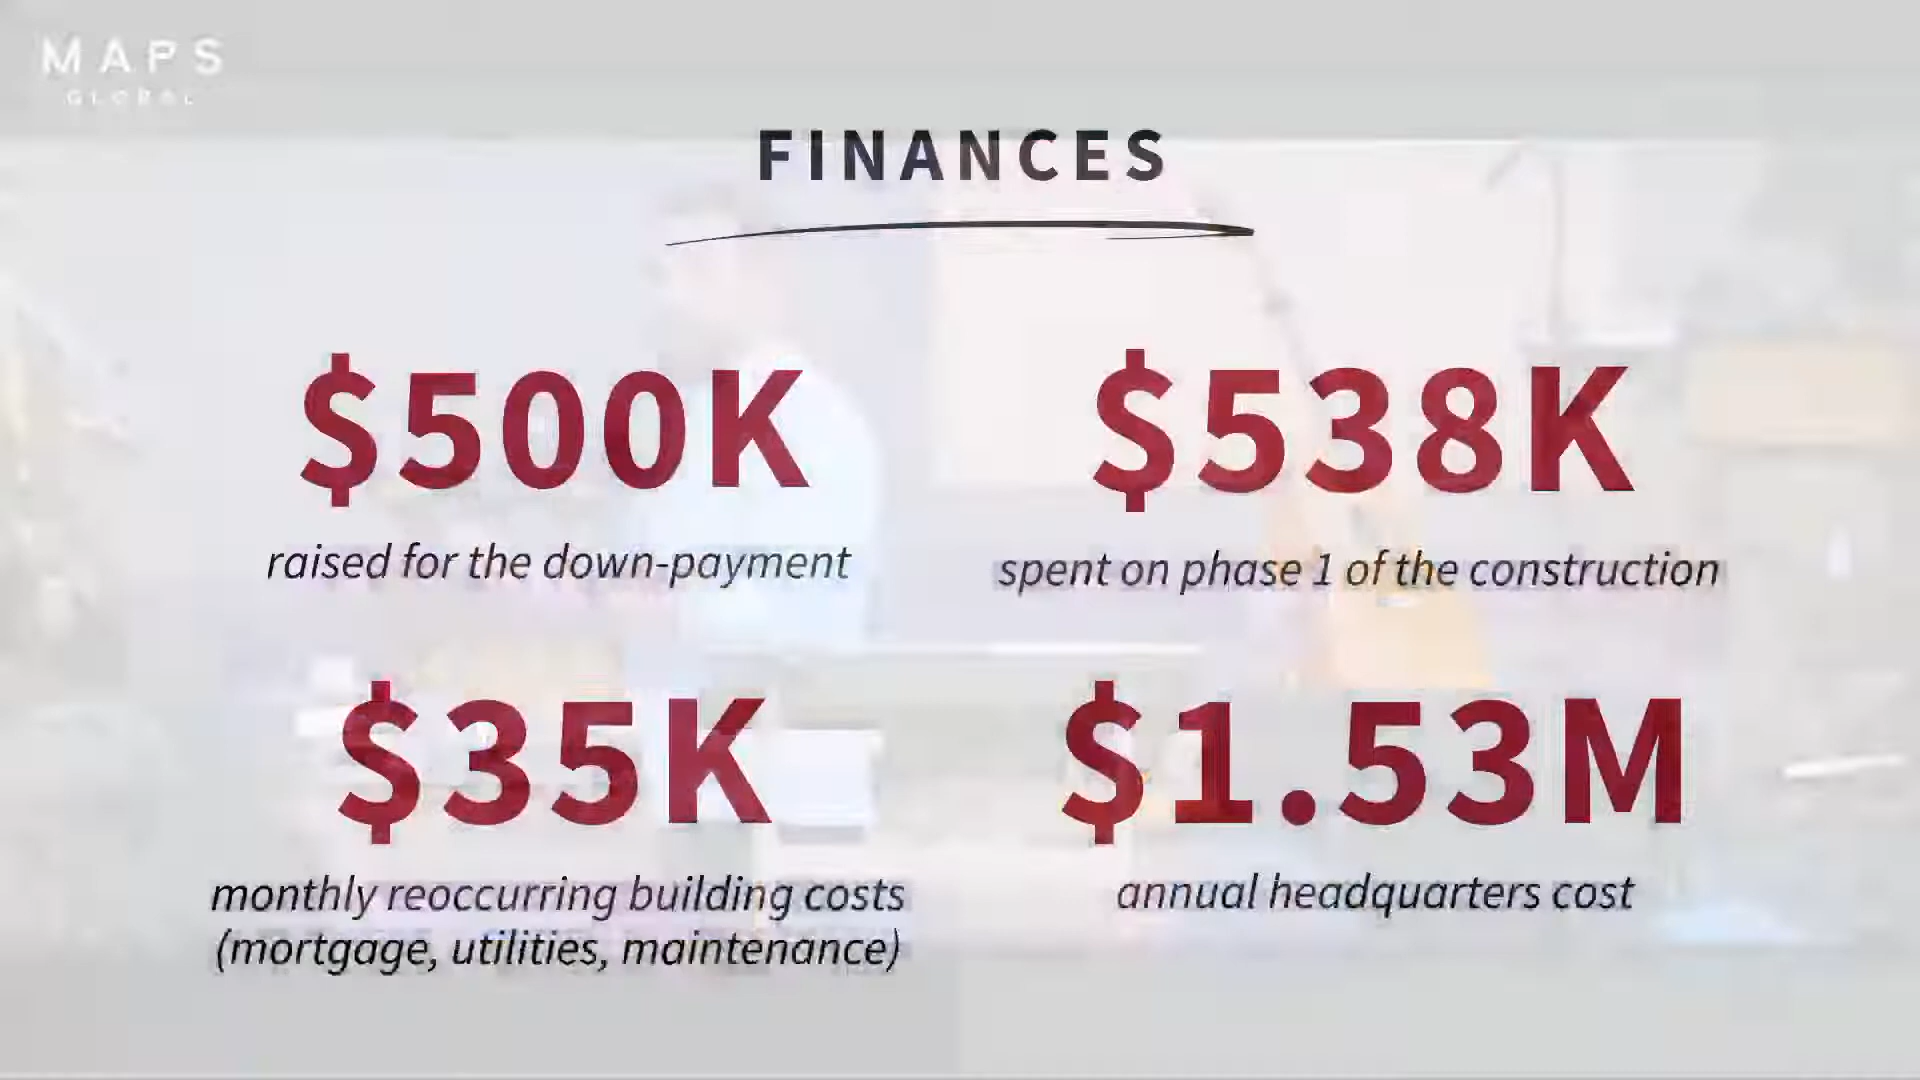 MAPS
GLOBAL
FINANCES
$500K
raised for the down-payment
$538K
spent on phase 1 of the construction
$35K
monthly reoccurring building costs
(mortgage, utilities, maintenance)
$1.53M
annual headquarters cost